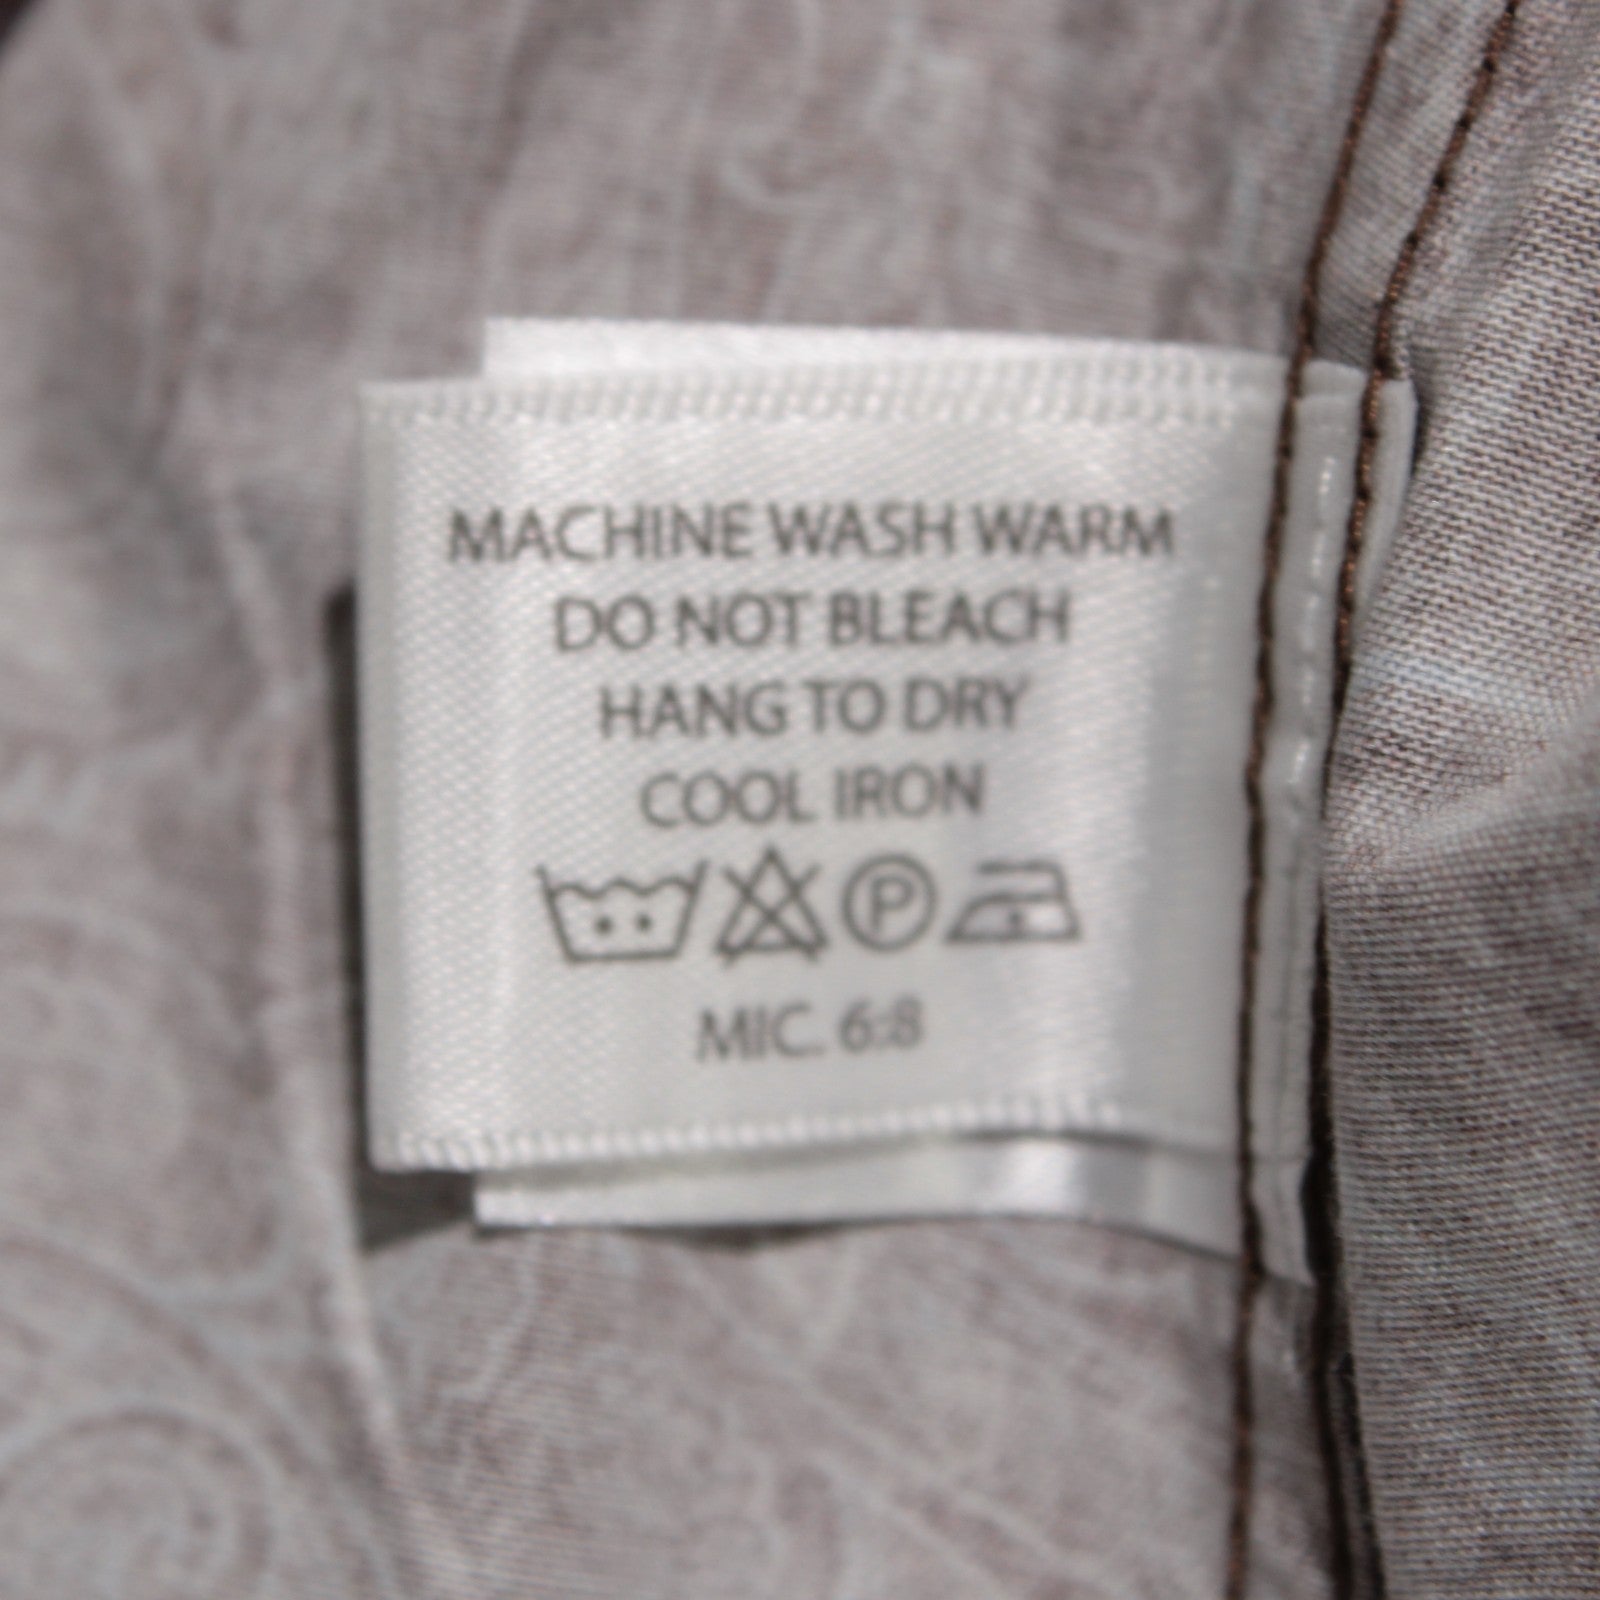 MACHINE WASH WARM
DO NOT BLEACH
HANG TO DRY
COOL IRON
P
MIC. 6:8